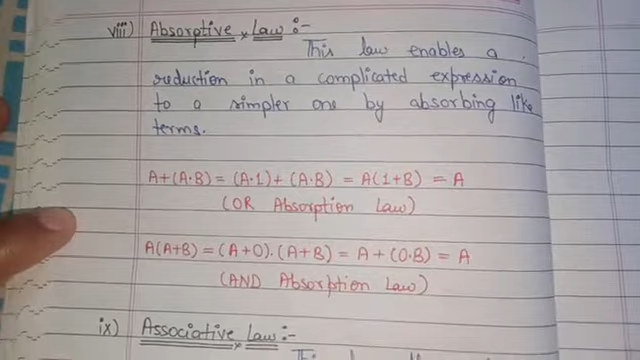 viii) Absorptive Law :-
This law enables a
reduction in a complicated expression
to a simpler one by absorbing like
terms.
A+(A·B) = (A·1)+(A·B) = A(1+B) = A
(OR Absorption Law)
A(A+B) = (A+0).(A+B) = A+(0·B) = A
(AND Absorption Law)
ix) Associative Law :-